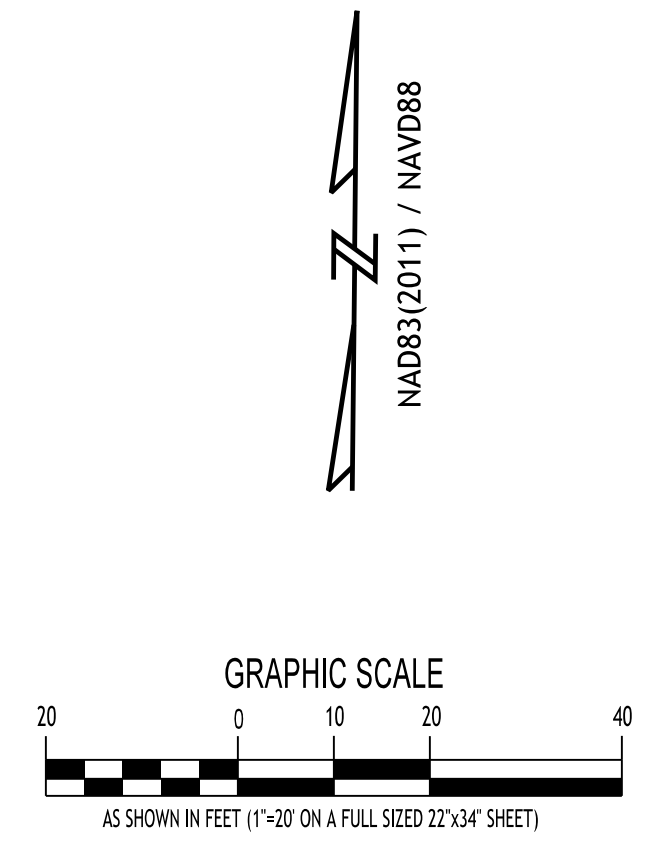 N
NAD83(2011) / NAVD88
GRAPHIC SCALE
20 0 10 20 40
AS SHOWN IN FEET (1"=20' ON A FULL SIZED 22"x34" SHEET)